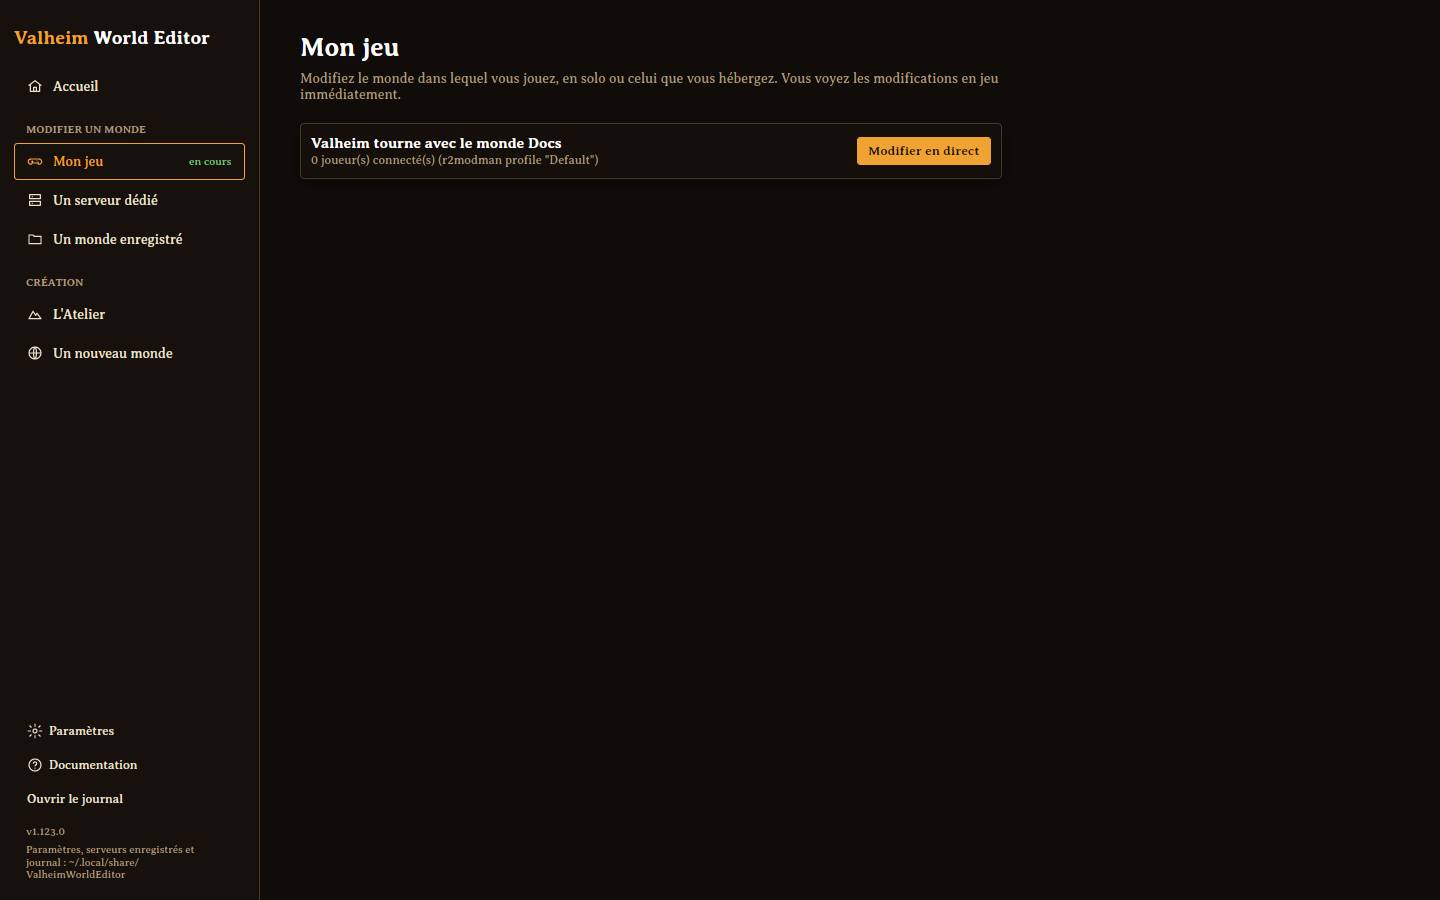 Valheim World Editor
Accueil
MODIFIER UN MONDE
Mon jeu en cours
Un serveur dédié
Un monde enregistré
CRÉATION
L'Atelier
Un nouveau monde
Paramètres
Documentation
Ouvrir le journal
v1.123.0
Paramètres, serveurs enregistrés et
journal : ~/.local/share/
ValheimWorldEditor
Mon jeu
Modifiez le monde dans lequel vous jouez, en solo ou celui que vous hébergez. Vous voyez les modifications en jeu
immédiatement.
Valheim tourne avec le monde Docs
0 joueur(s) connecté(s) (r2modman profile "Default")
Modifier en direct